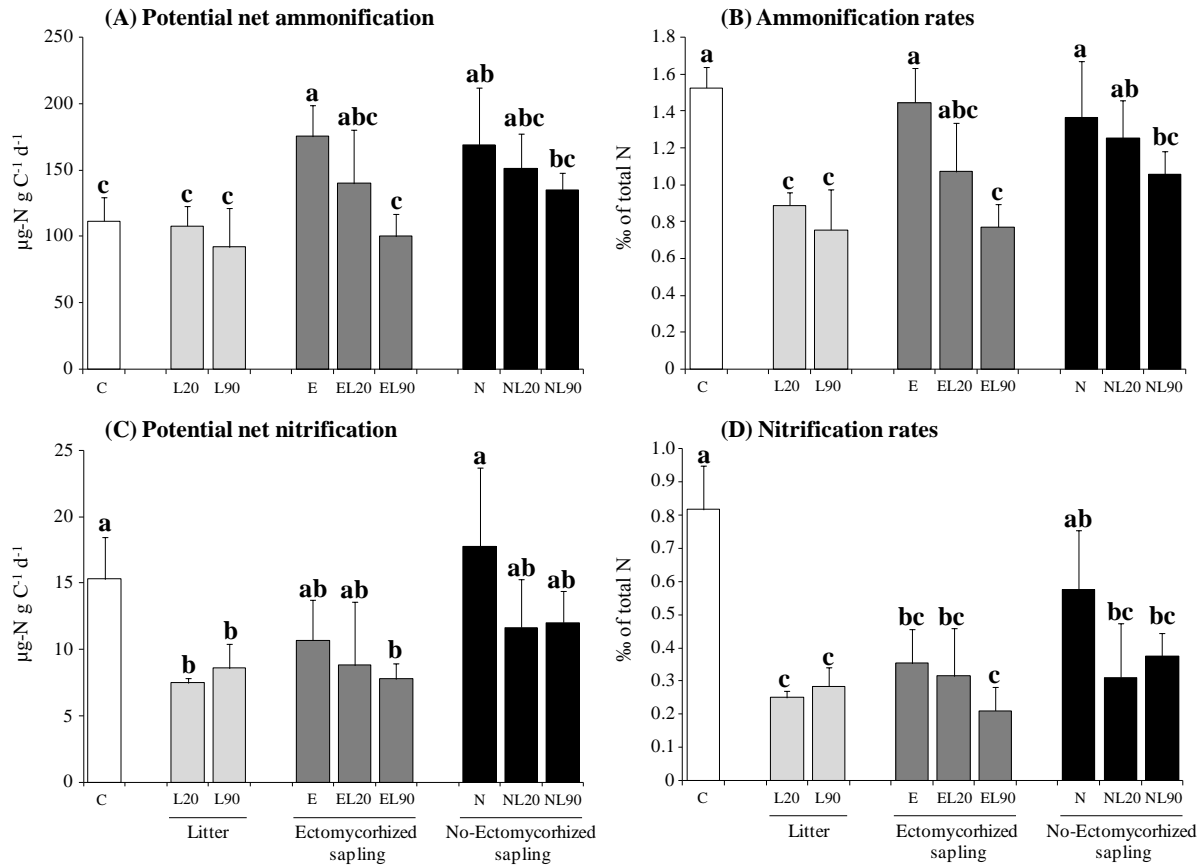 (A) Potential net ammonification
µg-N g C⁻¹ d⁻¹
250
200
150
100
50
0
c
c
c
a
abc
c
ab
abc
bc
C
L20
L90
E
EL20
EL90
N
NL20
NL90
(B) Ammonification rates
‰ of total N
1.8
1.6
1.4
1.2
1.0
0.8
0.6
0.4
0.2
0
a
c
c
a
abc
c
a
ab
bc
C
L20
L90
E
EL20
EL90
N
NL20
NL90
(C) Potential net nitrification
µg-N g C⁻¹ d⁻¹
25
20
15
10
5
0
a
b
b
ab
ab
b
a
ab
ab
C
L20
L90
E
EL20
EL90
N
NL20
NL90
Litter
Ectomycorhized
sapling
No-Ectomycorhized
sapling
(D) Nitrification rates
‰ of total N
1.0
0.9
0.8
0.7
0.6
0.5
0.4
0.3
0.2
0.1
0
a
c
c
bc
bc
c
ab
bc
bc
C
L20
L90
E
EL20
EL90
N
NL20
NL90
Litter
Ectomycorhized
sapling
No-Ectomycorhized
sapling